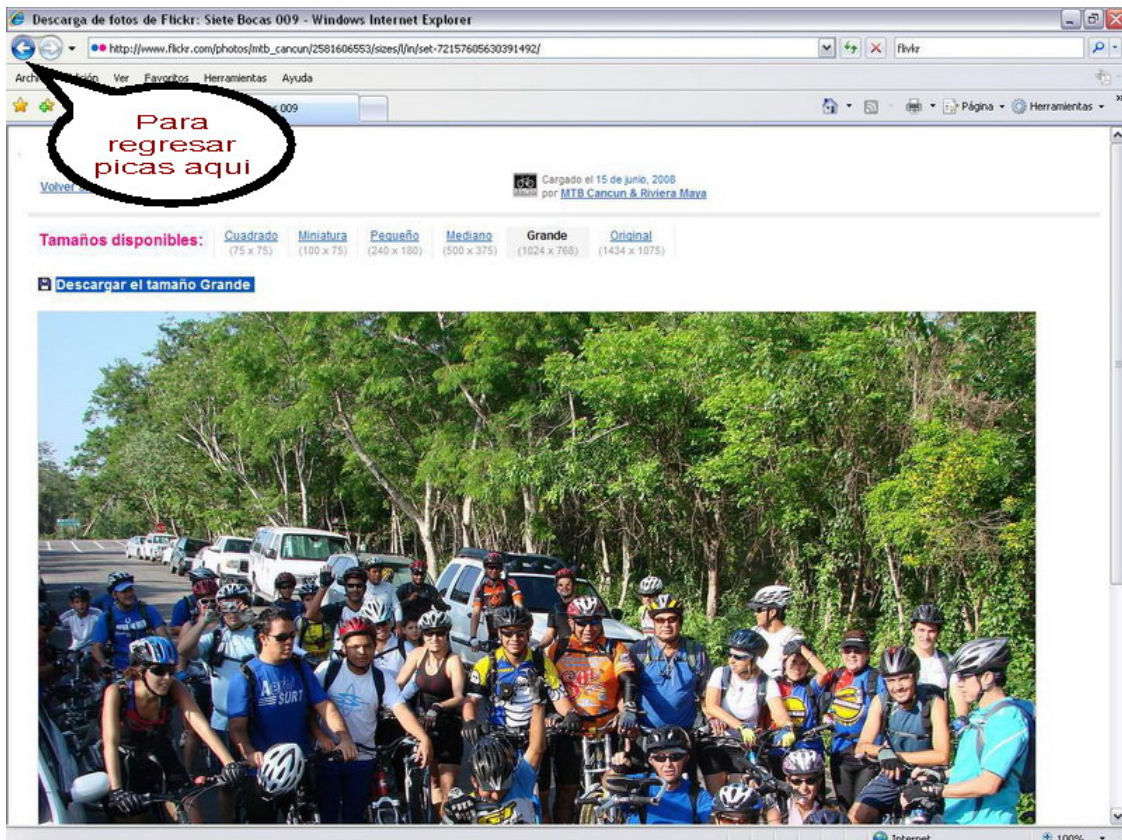 Descarga de fotos de Flickr: Siete Bocas 009 - Windows Internet Explorer
http://www.flickr.com/photos/mtb_cancun/2581606553/sizes/l/in/set-72157605630391492/
flivkr
Ver Favoritos Herramientas Ayuda
009
Página
Herramientas
Para
regresar
picas aqui
Volver
Cargado el 15 de junio, 2008
por MTB Cancun & Riviera Maya
Tamaños disponibles:
Cuadrado Miniatura Pequeño Mediano Grande Original
(75 x 75) (100 x 75) (240 x 180) (500 x 375) (1024 x 768) (1434 x 1075)
Descargar el tamaño Grande
SURT
Internet
100%